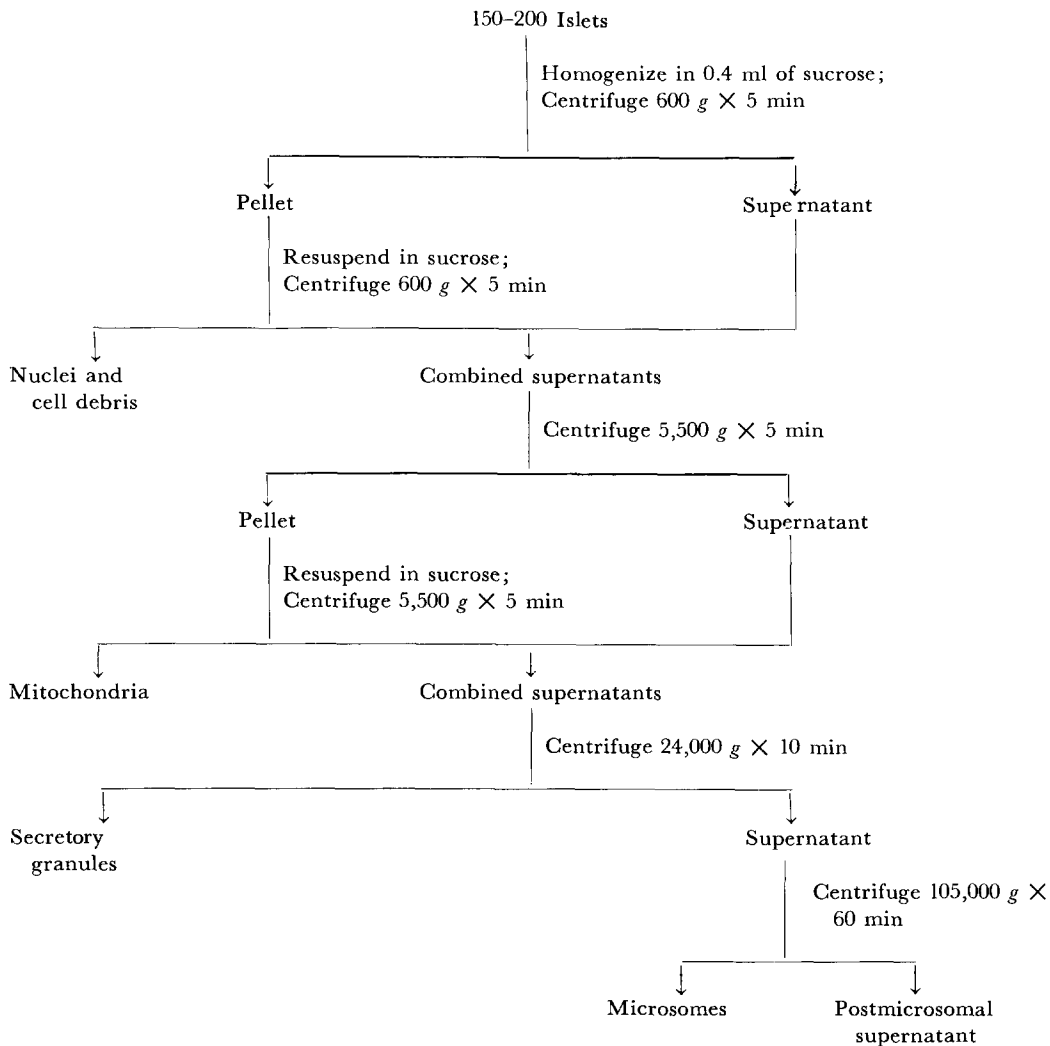 150–200 Islets
Homogenize in 0.4 ml of sucrose;
Centrifuge 600 g × 5 min
Pellet
Supernatant
Resuspend in sucrose;
Centrifuge 600 g × 5 min
Nuclei and
cell debris
Combined supernatants
Centrifuge 5,500 g × 5 min
Pellet
Supernatant
Resuspend in sucrose;
Centrifuge 5,500 g × 5 min
Mitochondria
Combined supernatants
Centrifuge 24,000 g × 10 min
Secretory
granules
Supernatant
Centrifuge 105,000 g ×
60 min
Microsomes
Postmicrosomal
supernatant